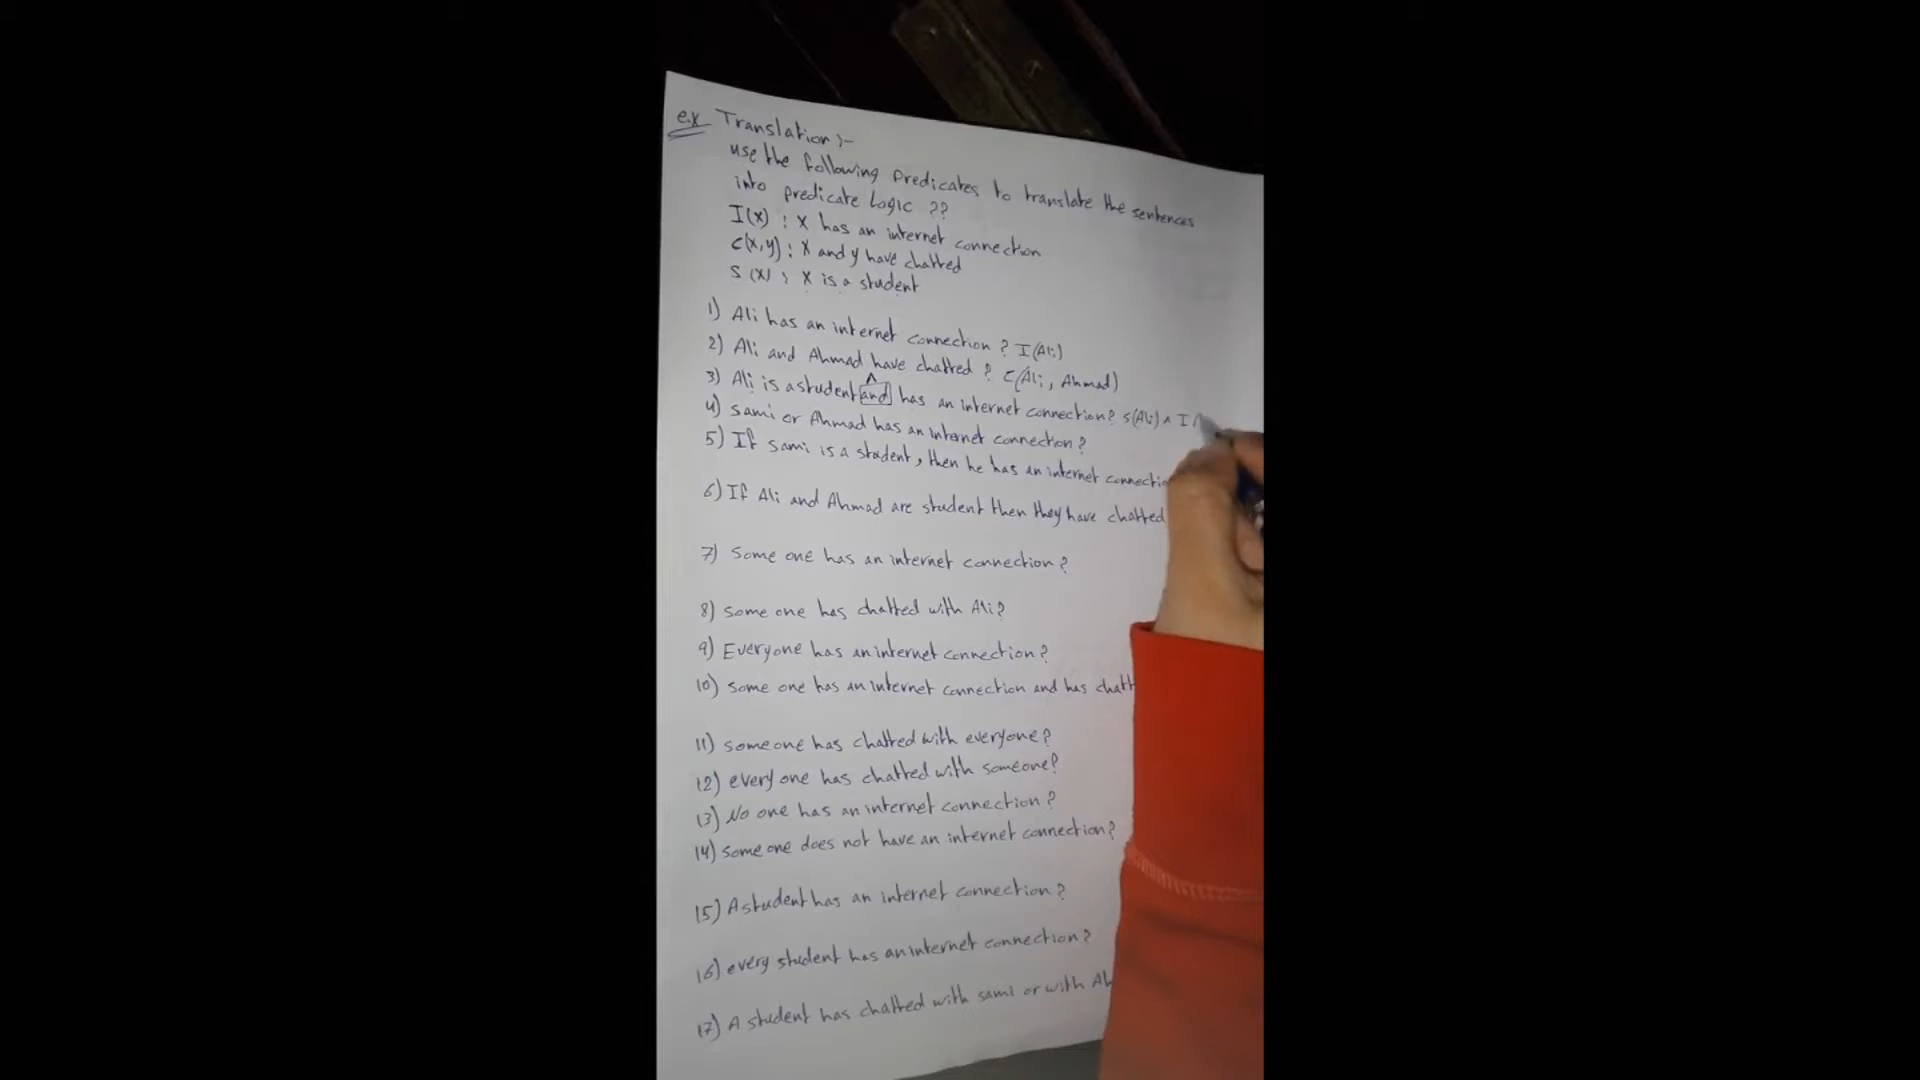 e.x Translation :-
use the following predicates to translate the sentences
into predicate logic ??
I(x) : x has an internet connection
C(x,y) : x and y have chatted
S(x) : x is a student
1) Ali has an internet connection ? I(Ali)
2) Ali and Ahmad have chatted ? C(Ali, Ahmad)
∧
3) Ali is a student and has an internet connection? S(Ali) ∧ I(
4) Sami or Ahmad has an internet connection?
5) If Sami is a student, then he has an internet connectio
6) If Ali and Ahmad are student then they have chatted
7) Some one has an internet connection?
8) Some one has chatted with Ali?
9) Everyone has an internet connection?
10) Some one has an internet connection and has chatt
11) Someone has chatted with everyone?
12) every one has chatted with someone?
13) No one has an internet connection?
14) Some one does not have an internet connection?
15) A student has an internet connection?
16) every student has an internet connection?
17) A student has chatted with sami or with Ah